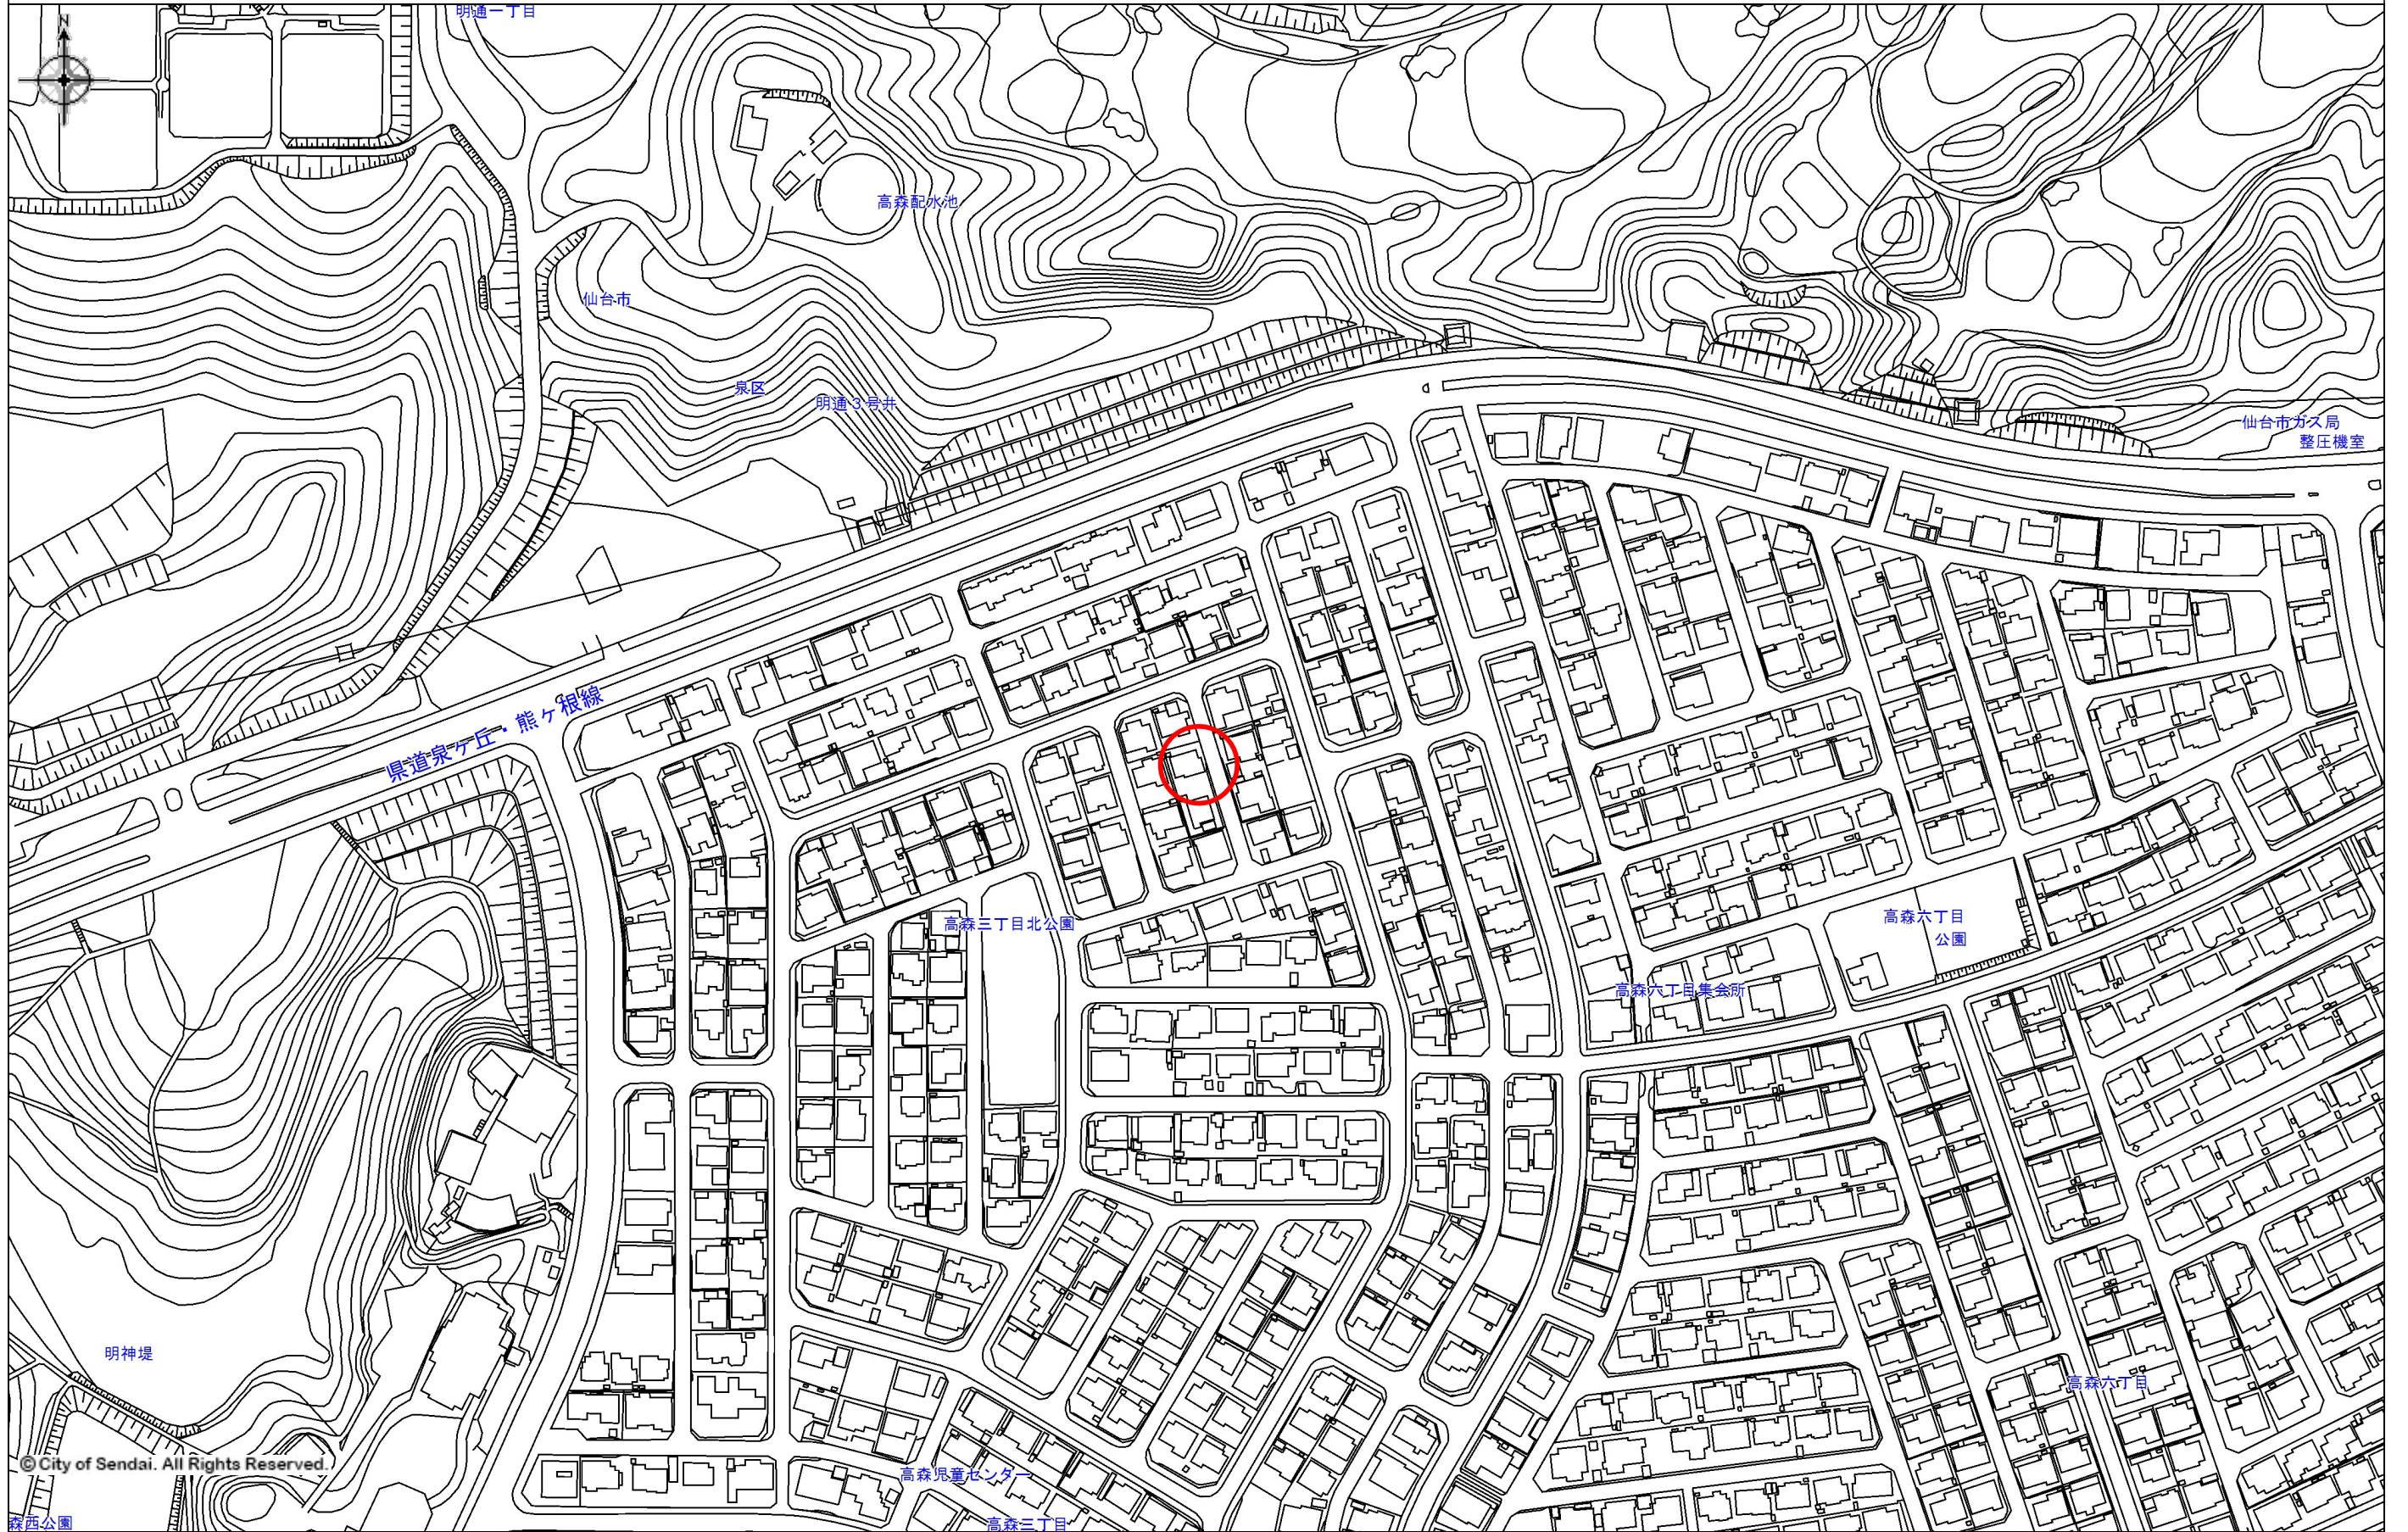 明通一丁目
N
高森配水池
仙台市
泉区
明通３号井
仙台市ガス局
整圧機室
県道泉ヶ丘・熊ヶ根線
高森三丁目北公園
高森六丁目
公園
高森六丁目集会所
明神堤
高森六丁目
©City of Sendai. All Rights Reserved.
高森児童センター
森西公園
高森三丁目